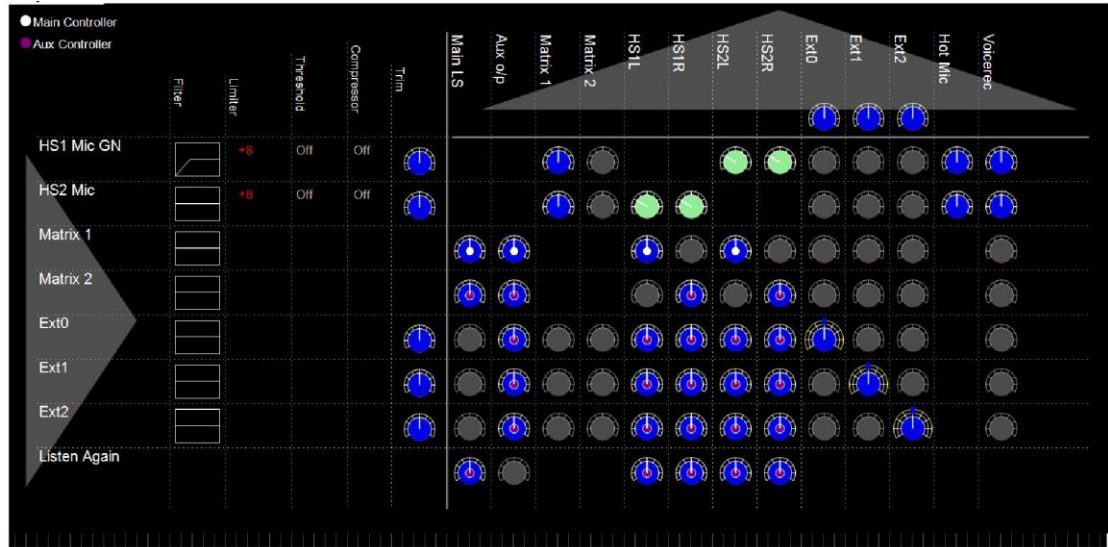 Main Controller
Aux Controller
Filter
Limiter
Threshold
Compressor
Trim
Main LS
Aux o/p
Matrix 1
Matrix 2
HS1L
HS1R
HS2L
HS2R
Ext0
Ext1
Ext2
Hot Mic
Voicerec
HS1 Mic GN +8 Off Off
HS2 Mic +8 Off Off
Matrix 1
Matrix 2
Ext0
Ext1
Ext2
Listen Again